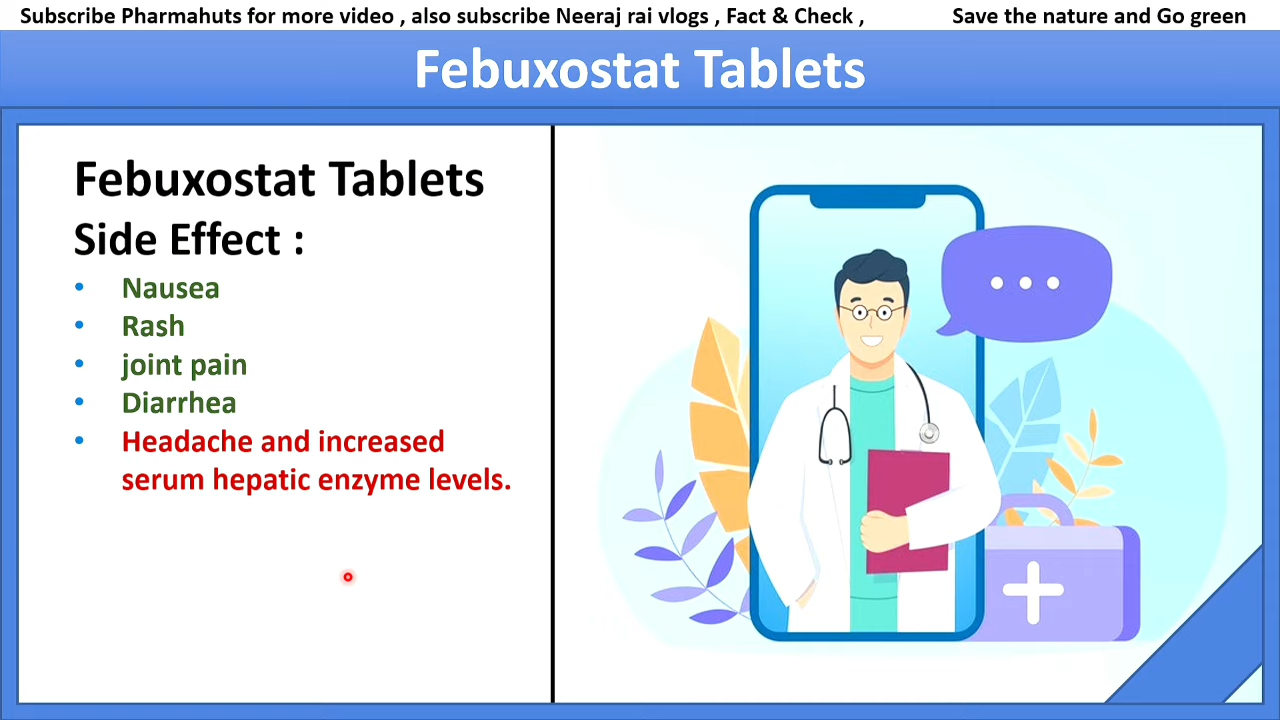 Subscribe Pharmahuts for more video , also subscribe Neeraj rai vlogs , Fact & Check , Save the nature and Go green
Febuxostat Tablets
Febuxostat Tablets
Side Effect :
• Nausea
• Rash
• joint pain
• Diarrhea
• Headache and increased
serum hepatic enzyme levels.